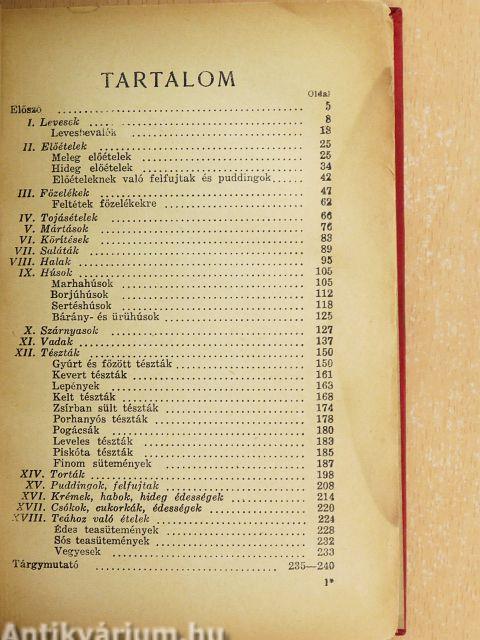 TARTALOM
Oldal
Előszó 5
I. Levesek 8
Levesbevalók 18
II. Előételek 25
Meleg előételek 25
Hideg előételek 34
Előételeknek való felfujtak és puddingok 42
III. Főzelékek 47
Feltétek főzelékekre 62
IV. Tojásételek 66
V. Mártások 76
VI. Körítések 83
VII. Saláták 89
VIII. Halak 95
IX. Húsok 105
Marhahúsok 105
Borjúhúsok 112
Sertéshúsok 118
Bárány- és ürühúsok 125
X. Szárnyasok 127
XI. Vadak 137
XII. Tészták 150
Gyúrt és főzött tészták 150
Kevert tészták 161
Lepények 163
Kelt tészták 168
Zsírban sült tészták 174
Porhanyós tészták 178
Pogácsák 180
Leveles tészták 183
Piskóta tészták 185
Finom sütemények 187
XIV. Torták 198
XV. Puddingok, felfujtak 208
XVI. Krémek, habok, hideg édességek 214
XVII. Csókok, cukorkák, édességek 220
XVIII. Teához való ételek 224
Édes teasütemények 228
Sós teasütemények 232
Vegyesek 233
Tárgymutató 235—240
1*
Antikvárium.hu